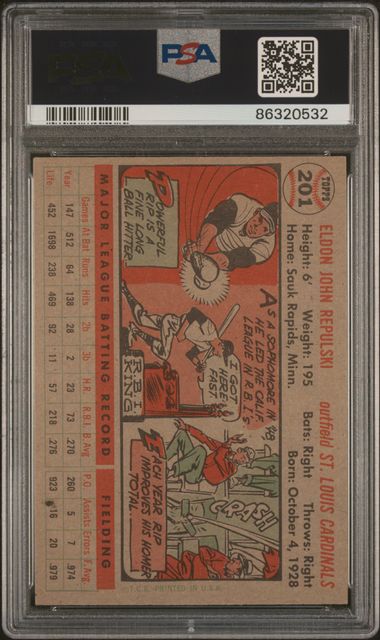 PSA
86320532
TOPPS
201
ELDON JOHN REPULSKI outfield ST. LOUIS CARDINALS
Height: 6' Weight: 195 Bats: Right Throws: Right
Home: Sauk Rapids, Minn. Born: October 4, 1928
POWERFUL
RIP IS A
FINE LONG
BALL HITTER.
AS A SOPHOMORE IN '48
HE LED THE CALIF.
LEAGUE IN R.B.I.'S.
I GOT
HERE
FAST.
R.B.I.
KING
CRASH
EACH YEAR RIP
IMPROVES HIS HOMER
TOTAL.
MAJOR LEAGUE BATTING RECORD FIELDING
Games At Bat Runs Hits 2b 3b H.R. R.B.I. B. Avg. P.O. Assists Errors F. Avg.
Year 147 512 64 138 28 2 23 73 .270 260 5 7 .974
Life 452 1698 238 469 92 11 57 218 .276 923 16 20 .979
T.C.G. PRINTED IN U.S.A.